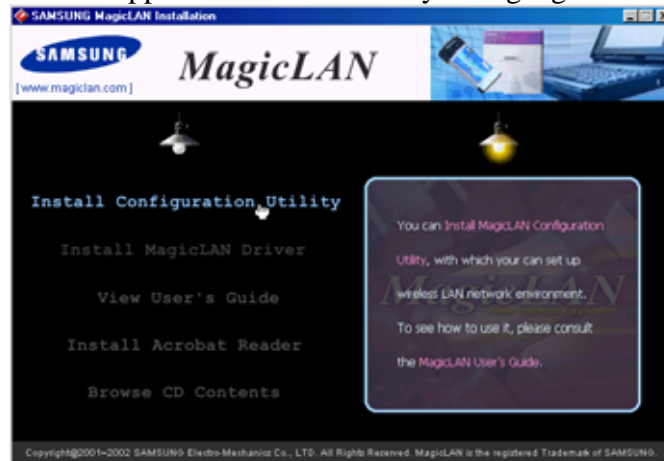 SAMSUNG MagicLAN Installation
SAMSUNG
MagicLAN
[www.magiclan.com]
Install Configuration Utility
Install MagicLAN Driver
View User's Guide
Install Acrobat Reader
Browse CD Contents
You can Install MagicLAN Configuration
Utility, with which your can set up
wireless LAN network environment.
To see how to use it, please consult
the MagicLAN User's Guide.
MagicLAN
Copyright@2001-2002 SAMSUNG Electro-Mechanics Co., LTD. All Rights Reserved. MagicLAN is the registered Trademark of SAMSUNG.